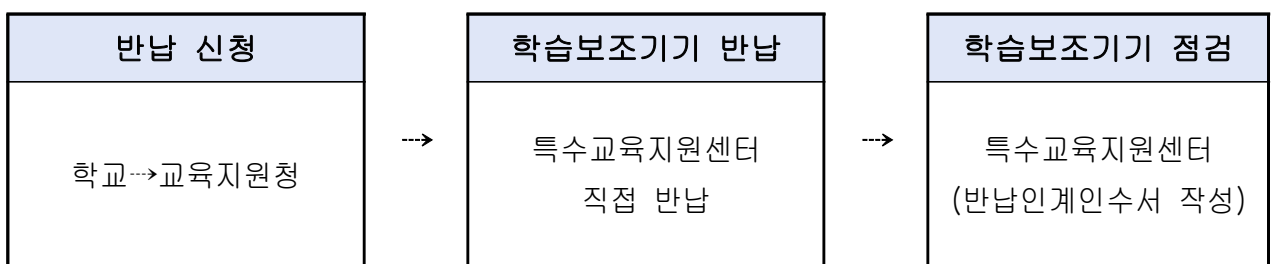 반납 신청
학교⤑교육지원청
⤑
학습보조기기 반납
특수교육지원센터
직접 반납
⤑
학습보조기기 점검
특수교육지원센터
(반납인계인수서 작성)